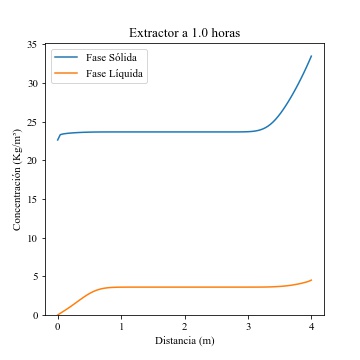 Extractor a 1.0 horas
Fase Sólida
Fase Líquida
Concentración (Kg/m³)
35
30
25
20
15
10
5
0
0 1 2 3 4
Distancia (m)